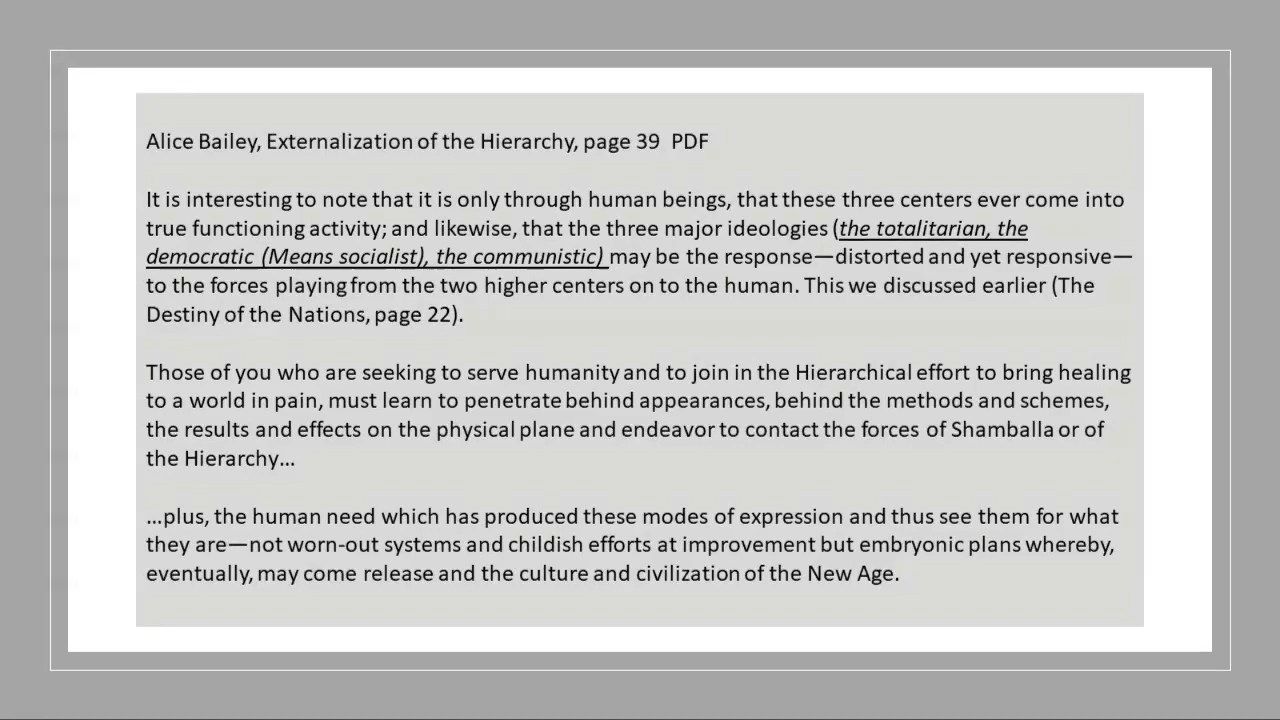 Alice Bailey, Externalization of the Hierarchy, page 39 PDF
It is interesting to note that it is only through human beings, that these three centers ever come into
true functioning activity; and likewise, that the three major ideologies (the totalitarian, the
democratic (Means socialist), the communistic) may be the response—distorted and yet responsive—
to the forces playing from the two higher centers on to the human. This we discussed earlier (The
Destiny of the Nations, page 22).
Those of you who are seeking to serve humanity and to join in the Hierarchical effort to bring healing
to a world in pain, must learn to penetrate behind appearances, behind the methods and schemes,
the results and effects on the physical plane and endeavor to contact the forces of Shamballa or of
the Hierarchy…
…plus, the human need which has produced these modes of expression and thus see them for what
they are—not worn-out systems and childish efforts at improvement but embryonic plans whereby,
eventually, may come release and the culture and civilization of the New Age.